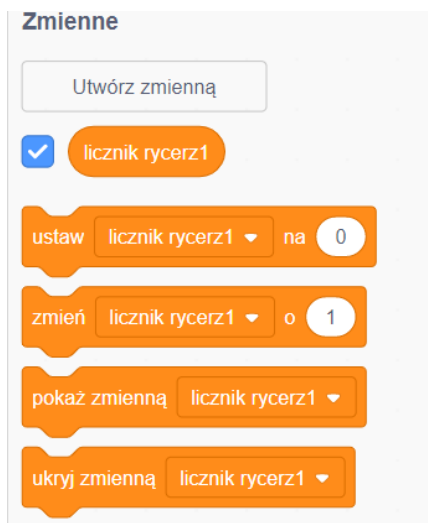 Zmienne
Utwórz zmienną
licznik rycerz1
ustaw licznik rycerz1 na 0
zmień licznik rycerz1 o 1
pokaż zmienną licznik rycerz1
ukryj zmienną licznik rycerz1